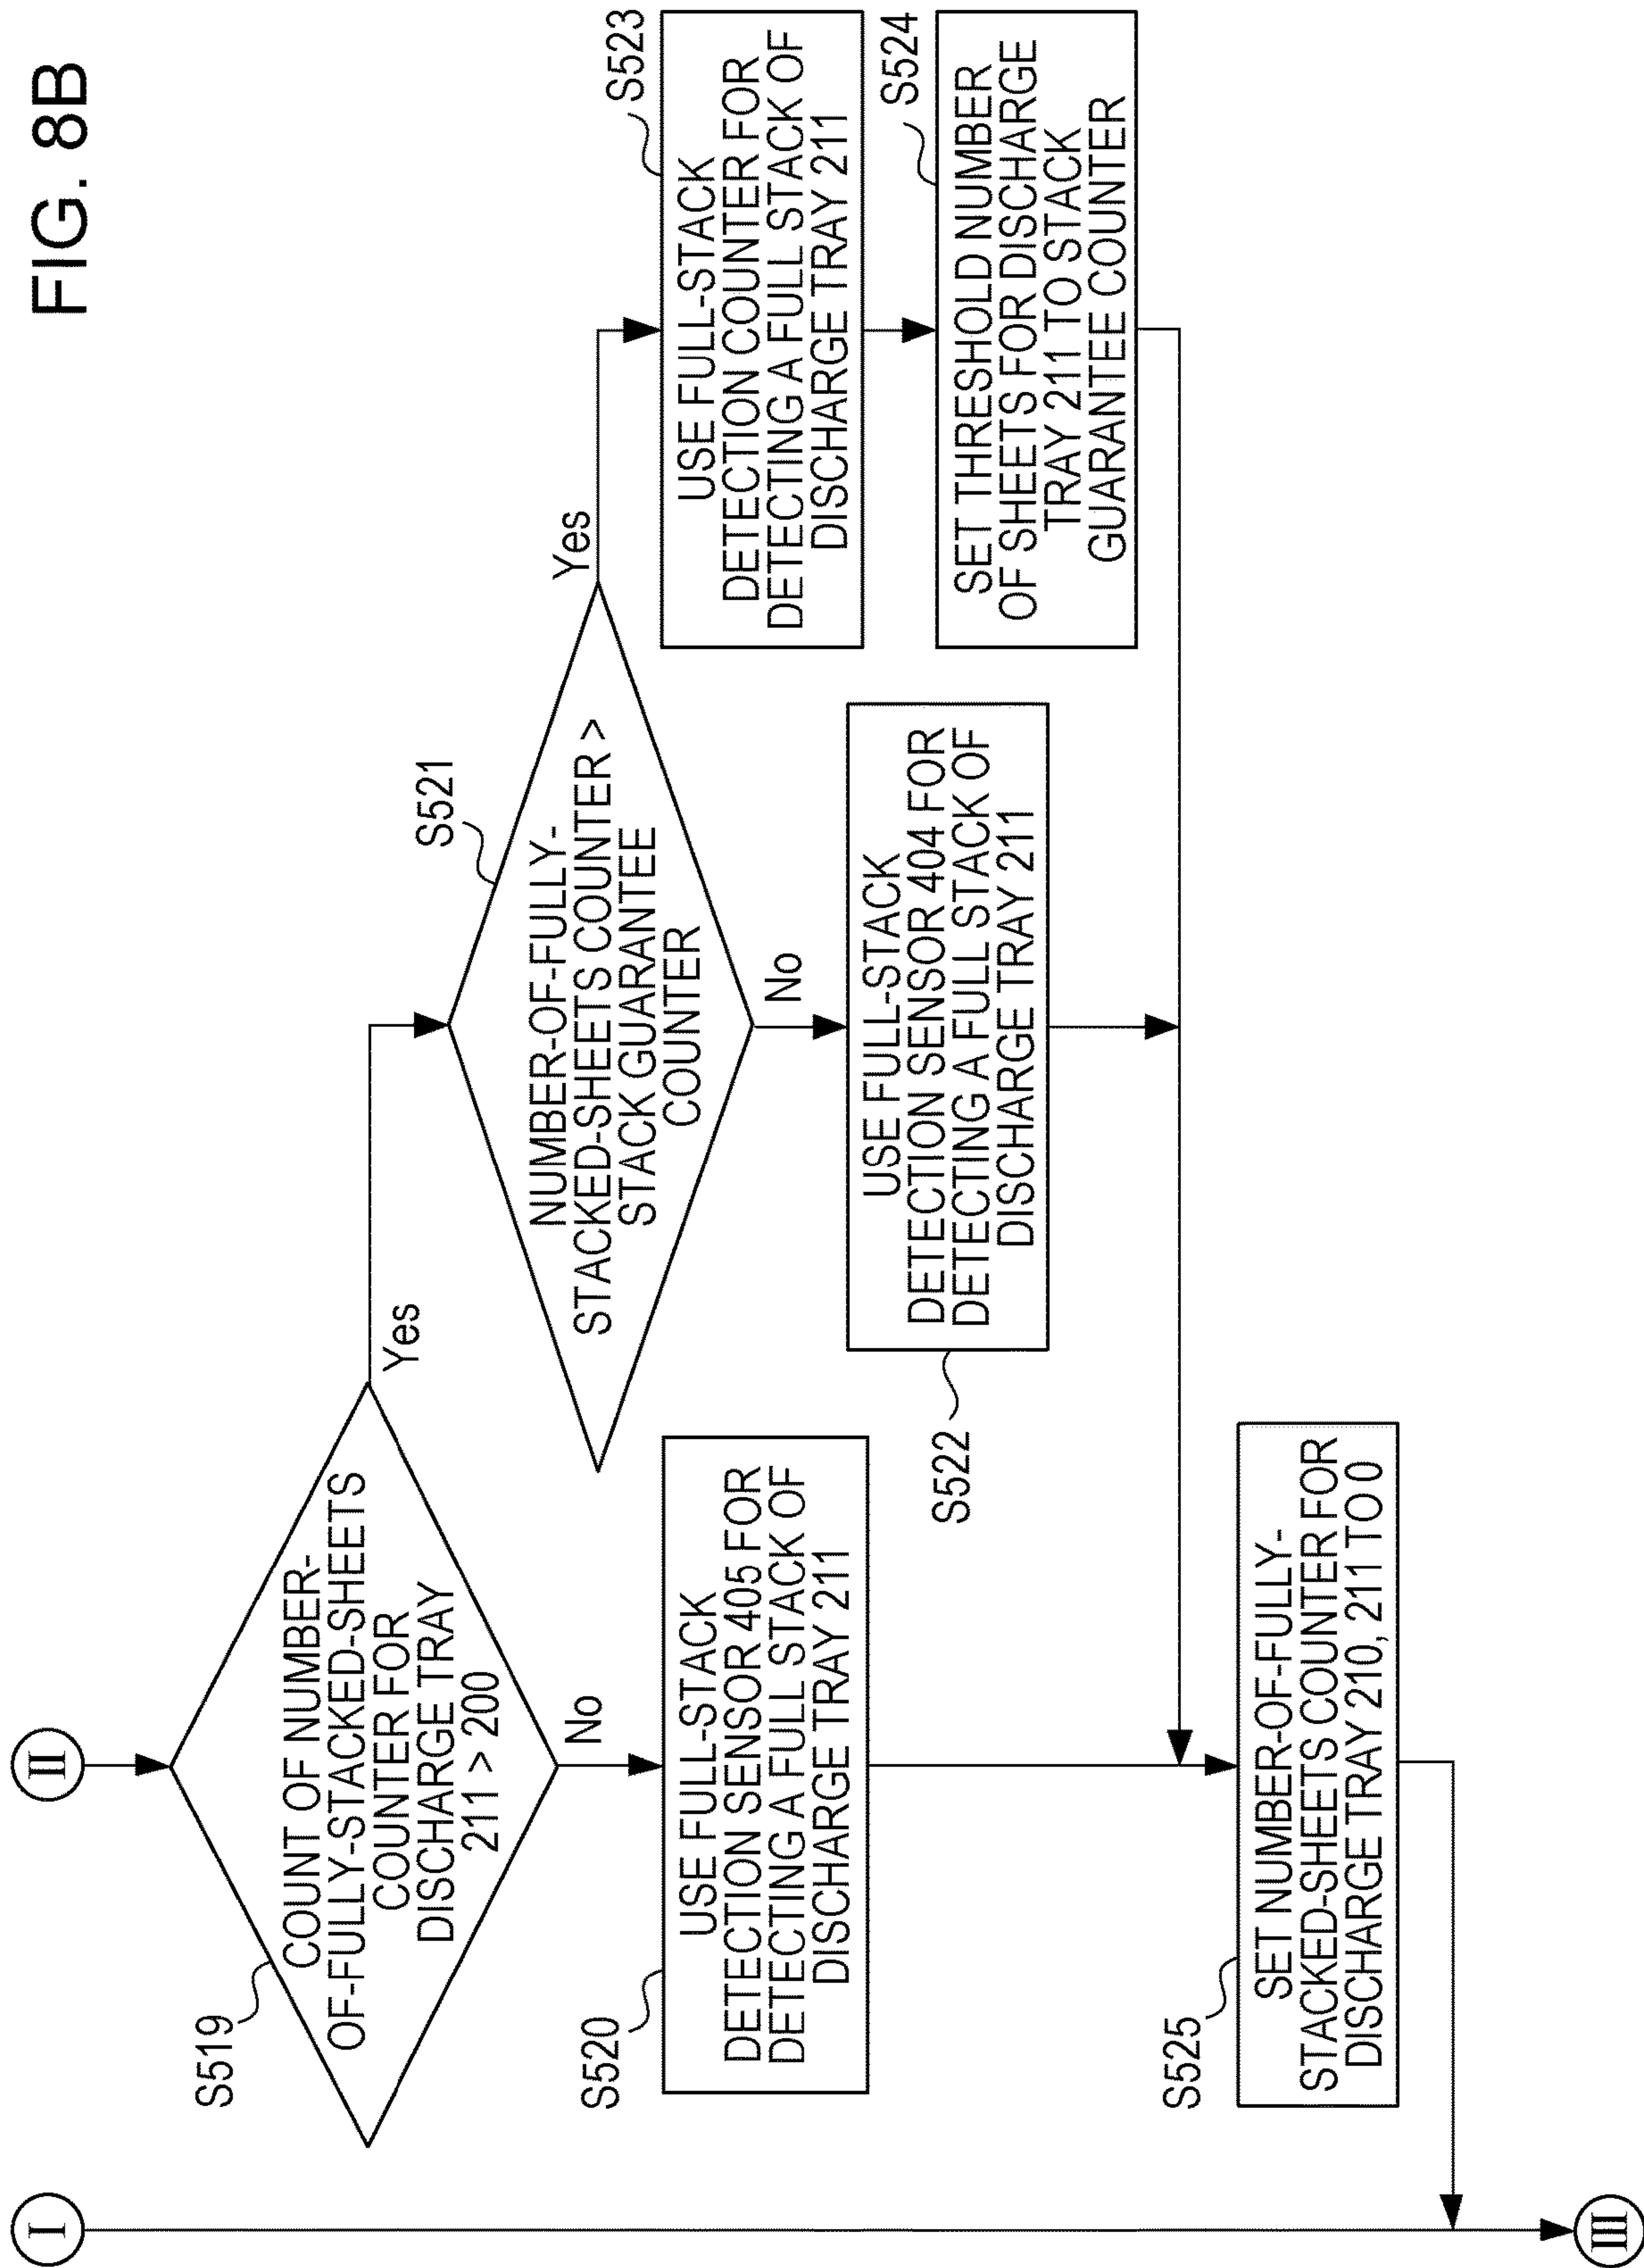 FIG. 8B
I
II
S519
COUNT OF NUMBER-
OF-FULLY-STACKED-SHEETS
COUNTER FOR
DISCHARGE TRAY
211 > 200
Yes
No
S520
USE FULL-STACK
DETECTION SENSOR 405 FOR
DETECTING A FULL STACK OF
DISCHARGE TRAY 211
S521
NUMBER-OF-FULLY-
STACKED-SHEETS COUNTER >
STACK GUARANTEE
COUNTER
Yes
No
S522
USE FULL-STACK
DETECTION SENSOR 404 FOR
DETECTING A FULL STACK OF
DISCHARGE TRAY 211
S523
USE FULL-STACK
DETECTION COUNTER FOR
DETECTING A FULL STACK OF
DISCHARGE TRAY 211
S524
SET THRESHOLD NUMBER
OF SHEETS FOR DISCHARGE
TRAY 211 TO STACK
GUARANTEE COUNTER
S525
SET NUMBER-OF-FULLY-
STACKED-SHEETS COUNTER FOR
DISCHARGE TRAY 210, 211 TO 0
III